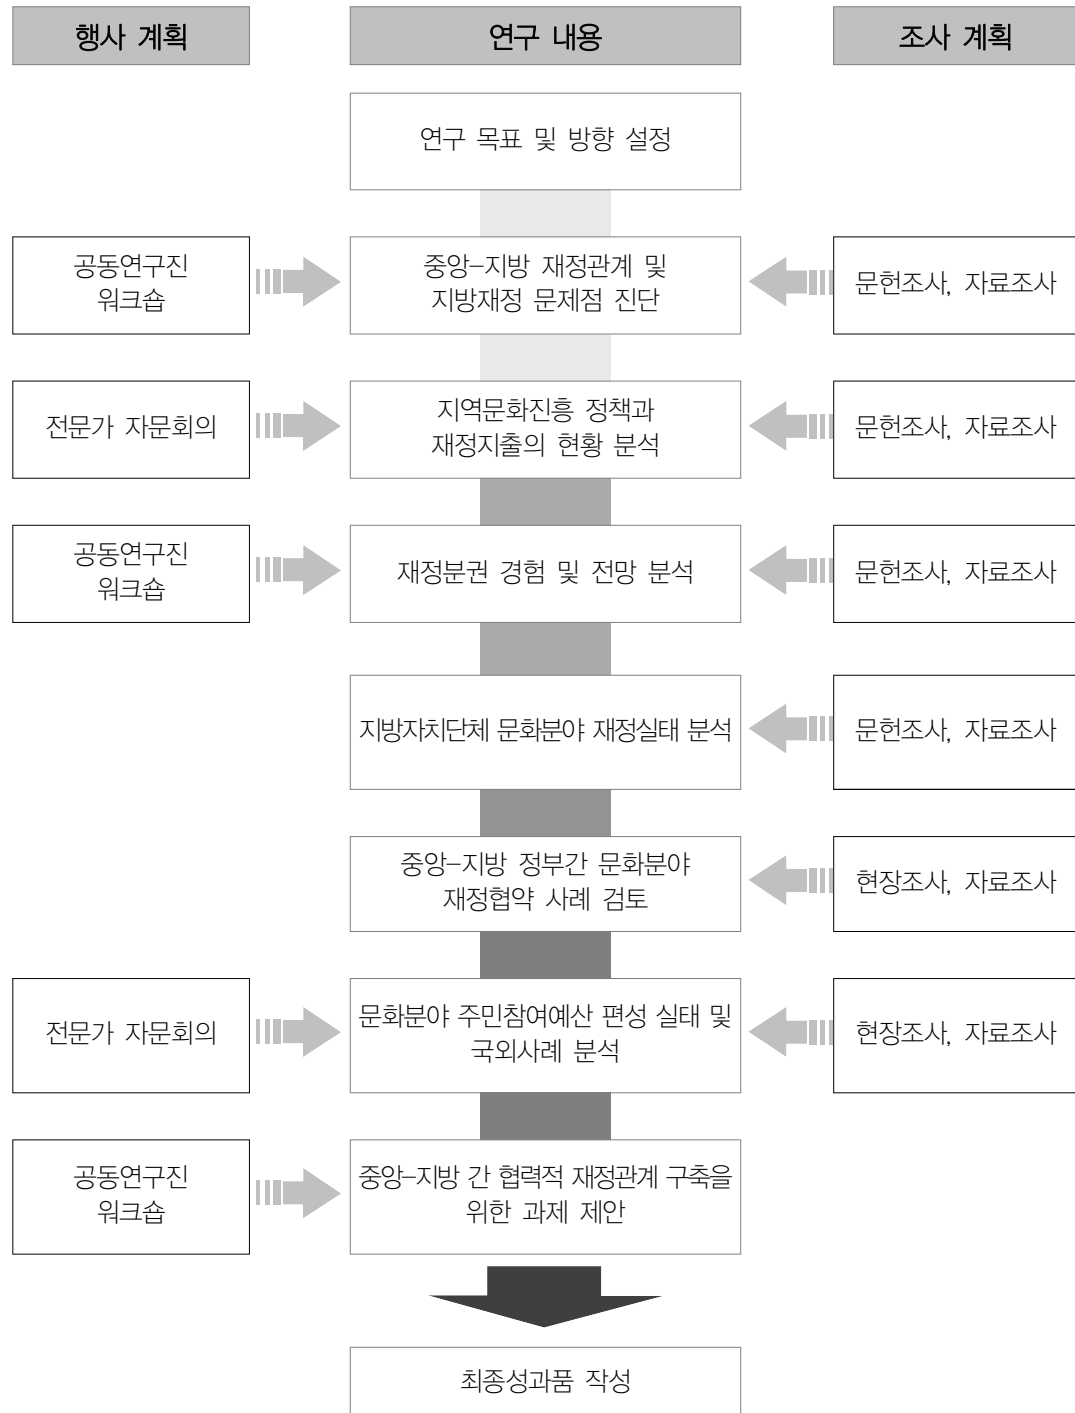 행사 계획
연구 내용
조사 계획
연구 목표 및 방향 설정
공동연구진
워크숍
중앙-지방 재정관계 및
지방재정 문제점 진단
문헌조사, 자료조사
전문가 자문회의
지역문화진흥 정책과
재정지출의 현황 분석
문헌조사, 자료조사
공동연구진
워크숍
재정분권 경험 및 전망 분석
문헌조사, 자료조사
지방자치단체 문화분야 재정실태 분석
문헌조사, 자료조사
중앙-지방 정부간 문화분야
재정협약 사례 검토
현장조사, 자료조사
전문가 자문회의
문화분야 주민참여예산 편성 실태 및
국외사례 분석
현장조사, 자료조사
공동연구진
워크숍
중앙-지방 간 협력적 재정관계 구축을
위한 과제 제안
최종성과품 작성